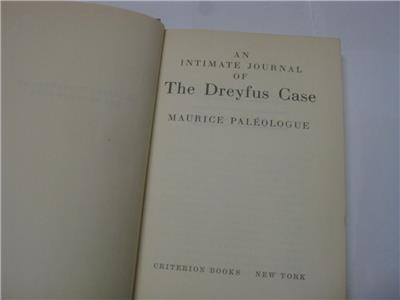 AN
INTIMATE JOURNAL
OF
The Dreyfus Case
MAURICE PALÉOLOGUE
CRITERION BOOKS NEW YORK